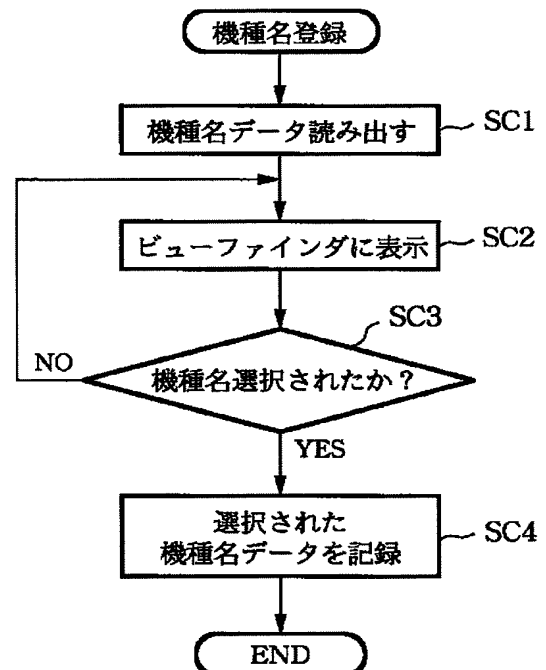 機種名登録
機種名データ読み出す
SC1
ビューファインダに表示
SC2
SC3
機種名選択されたか?
NO
YES
選択された
機種名データを記録
SC4
END